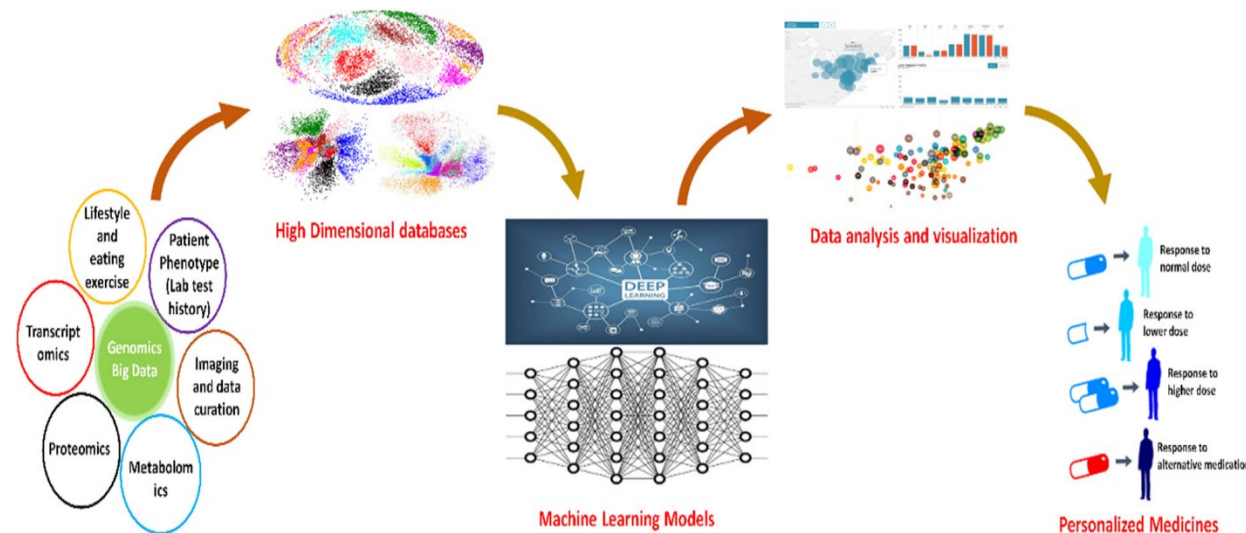 Lifestyle
and
eating
exercise
Patient
Phenotype
(Lab test
history)
Transcript
omics
Genomics
Big Data
Imaging
and data
curation
Proteomics
Metabolom
ics
High Dimensional databases
DEEP
LEARNING
Machine Learning Models
Data analysis and visualization
Response to
normal dose
Response to
lower dose
Response to
higher dose
Response to
alternative medication
Personalized Medicines